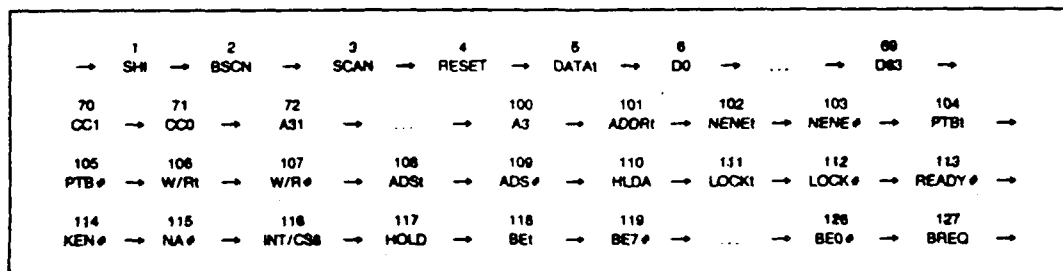 1 2 3 4 5 6 69
→ SHI → BSCN → SCAN → RESET → DATAt → D0 → ... → D63 →
70 71 72 100 101 102 103 104
CC1 → CC0 → A31 → ... → A3 → ADDRt → NENEt → NENE# → PTBt →
105 106 107 108 109 110 111 112 113
PTB# → W/Rt → W/R# → ADSt → ADS# → HLDA → LOCKt → LOCK# → READY# →
114 115 116 117 118 119 126 127
KEN# → NA# → INT/CS8 → HOLD → BEt → BE7# → ... → BE0# → BREQ →